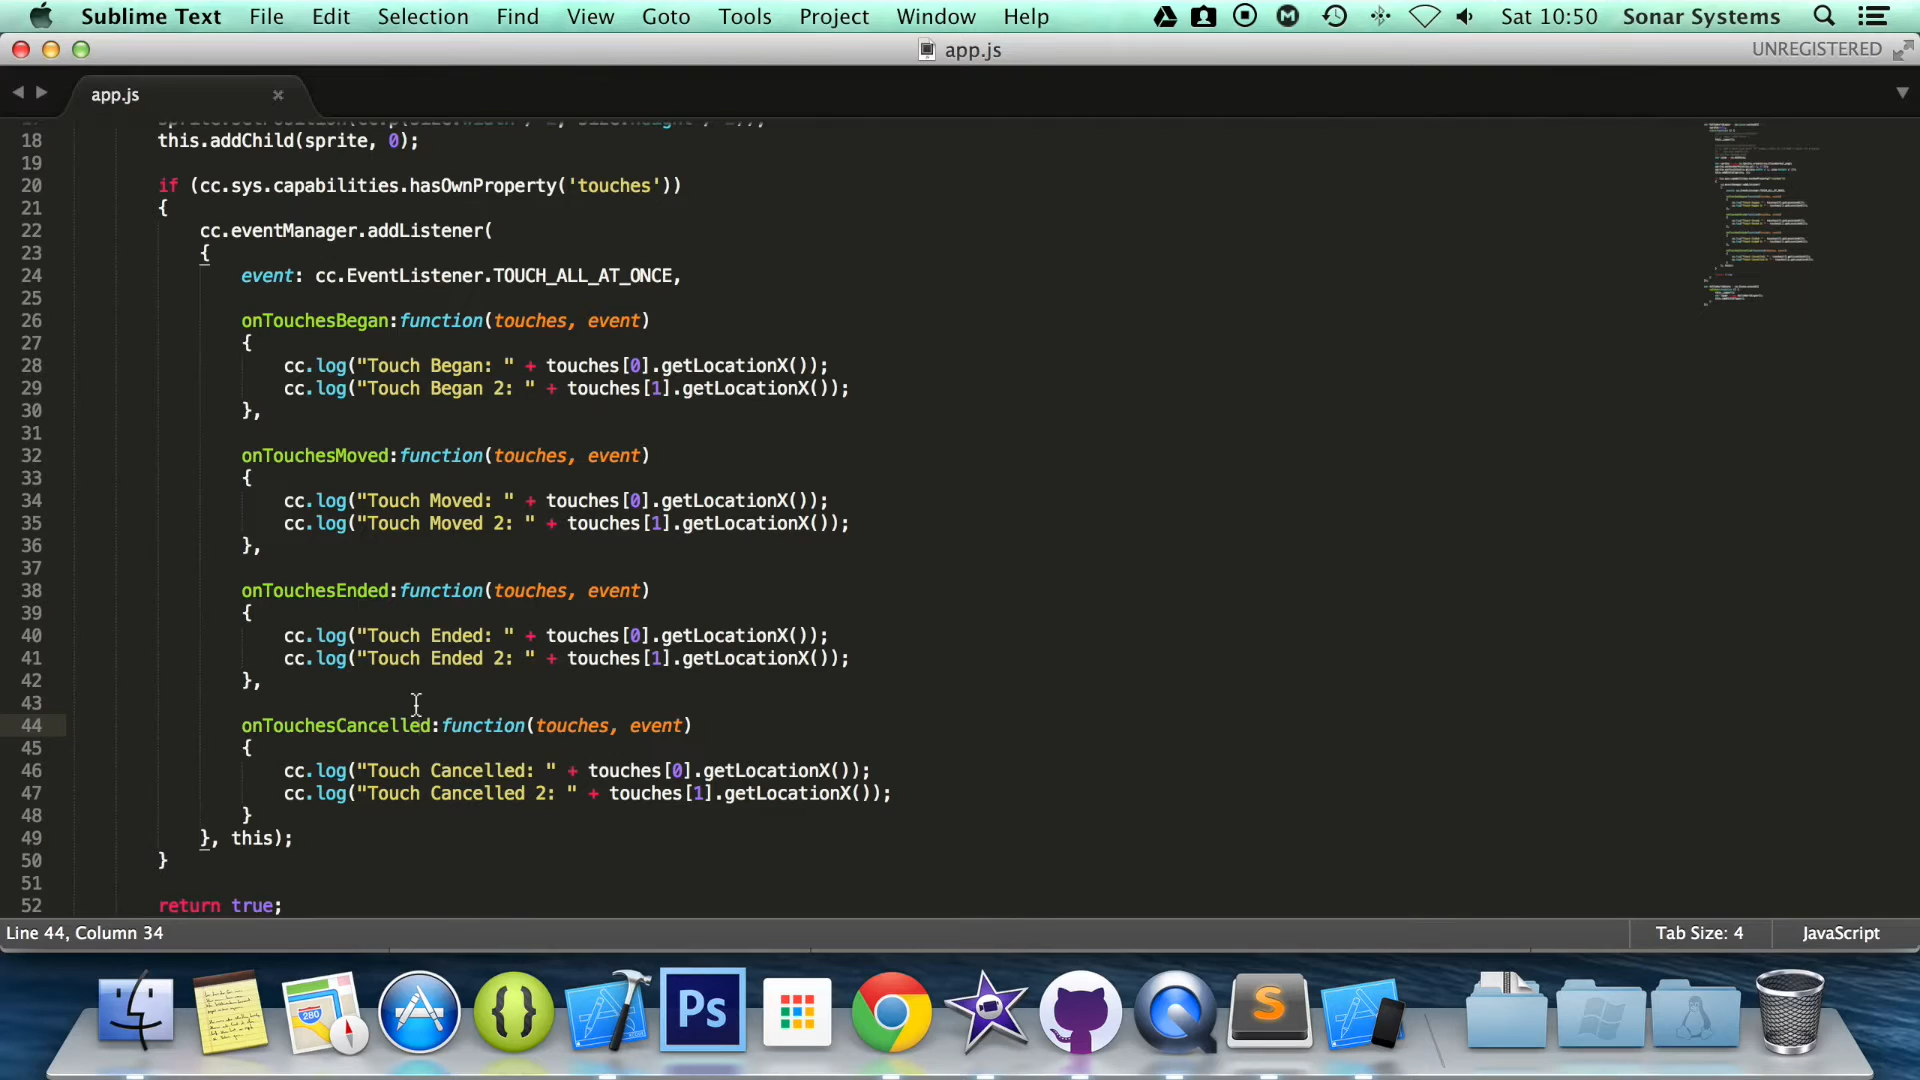 Sublime Text File Edit Selection Find View Goto Tools Project Window Help Sat 10:50 Sonar Systems
app.js UNREGISTERED
app.js
18 this.addChild(sprite, 0);
19
20 if (cc.sys.capabilities.hasOwnProperty('touches'))
21 {
22 cc.eventManager.addListener(
23 {
24 event: cc.EventListener.TOUCH_ALL_AT_ONCE,
25
26 onTouchesBegan:function(touches, event)
27 {
28 cc.log("Touch Began: " + touches[0].getLocationX());
29 cc.log("Touch Began 2: " + touches[1].getLocationX());
30 },
31
32 onTouchesMoved:function(touches, event)
33 {
34 cc.log("Touch Moved: " + touches[0].getLocationX());
35 cc.log("Touch Moved 2: " + touches[1].getLocationX());
36 },
37
38 onTouchesEnded:function(touches, event)
39 {
40 cc.log("Touch Ended: " + touches[0].getLocationX());
41 cc.log("Touch Ended 2: " + touches[1].getLocationX());
42 },
43
44 onTouchesCancelled:function(touches, event)
45 {
46 cc.log("Touch Cancelled: " + touches[0].getLocationX());
47 cc.log("Touch Cancelled 2: " + touches[1].getLocationX());
48 }
49 }, this);
50 }
51
52 return true;
Line 44, Column 34 Tab Size: 4 JavaScript
280
{} Ps S